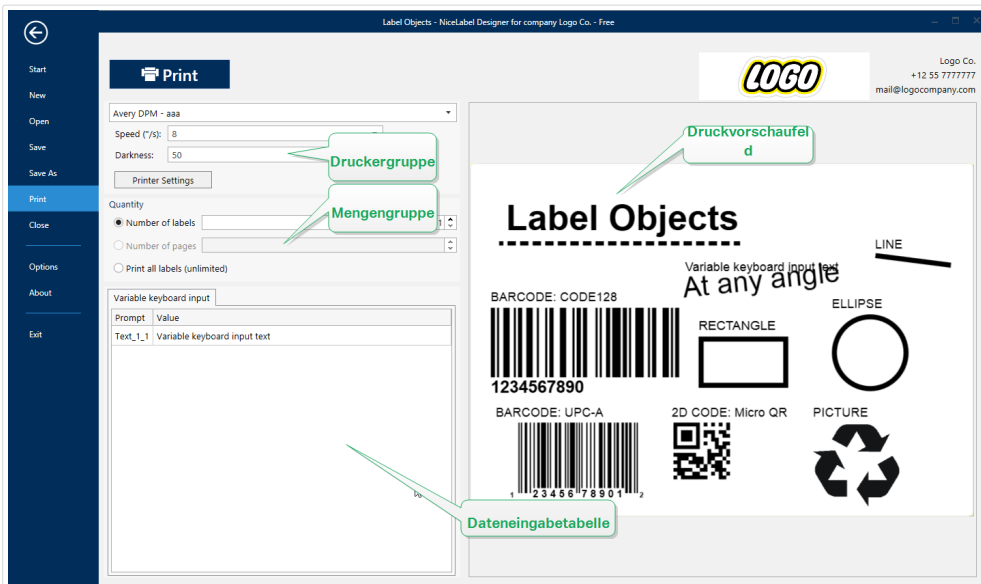 Label Objects - NiceLabel Designer for company Logo Co. - Free
Start
New
Open
Save
Save As
Print
Close
Options
About
Exit
Print
LOGO
Logo Co.
+12 55 7777777
mail@logocompany.com
Avery DPM - aaa
Speed ("/s): 8
Darkness: 50
Druckergruppe
Printer Settings
Quantity
Mengengruppe
Number of labels 1
Number of pages
Print all labels (unlimited)
Variable keyboard input
Prompt Value
Text_1_1 Variable keyboard input text
Dateneingabetabelle
Druckvorschaufel
d
Label Objects
LINE
Variable keyboard input text
At any angle
BARCODE: CODE128
1234567890
RECTANGLE
ELLIPSE
BARCODE: UPC-A
1 23456 78901 2
2D CODE: Micro QR
PICTURE